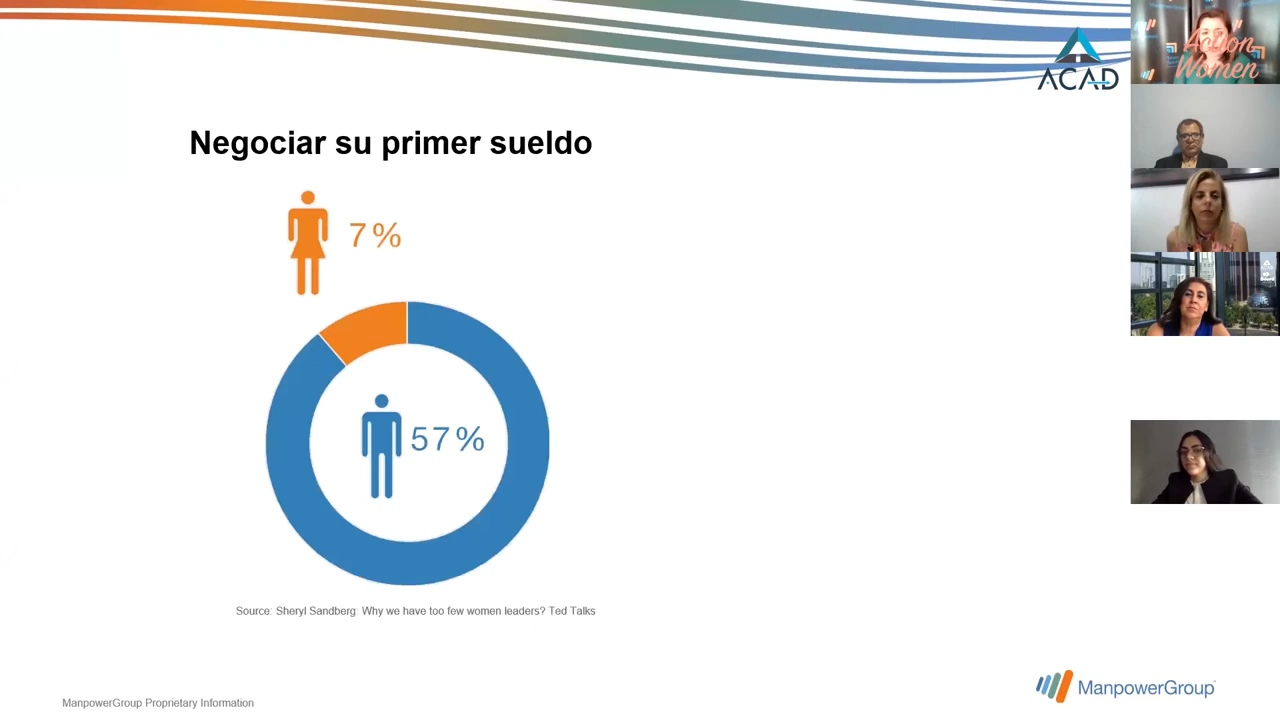 ACAD
Action
Women
Negociar su primer sueldo
7%
57%
Source: Sheryl Sandberg: Why we have too few women leaders? Ted Talks
ManpowerGroup Proprietary Information
ManpowerGroup